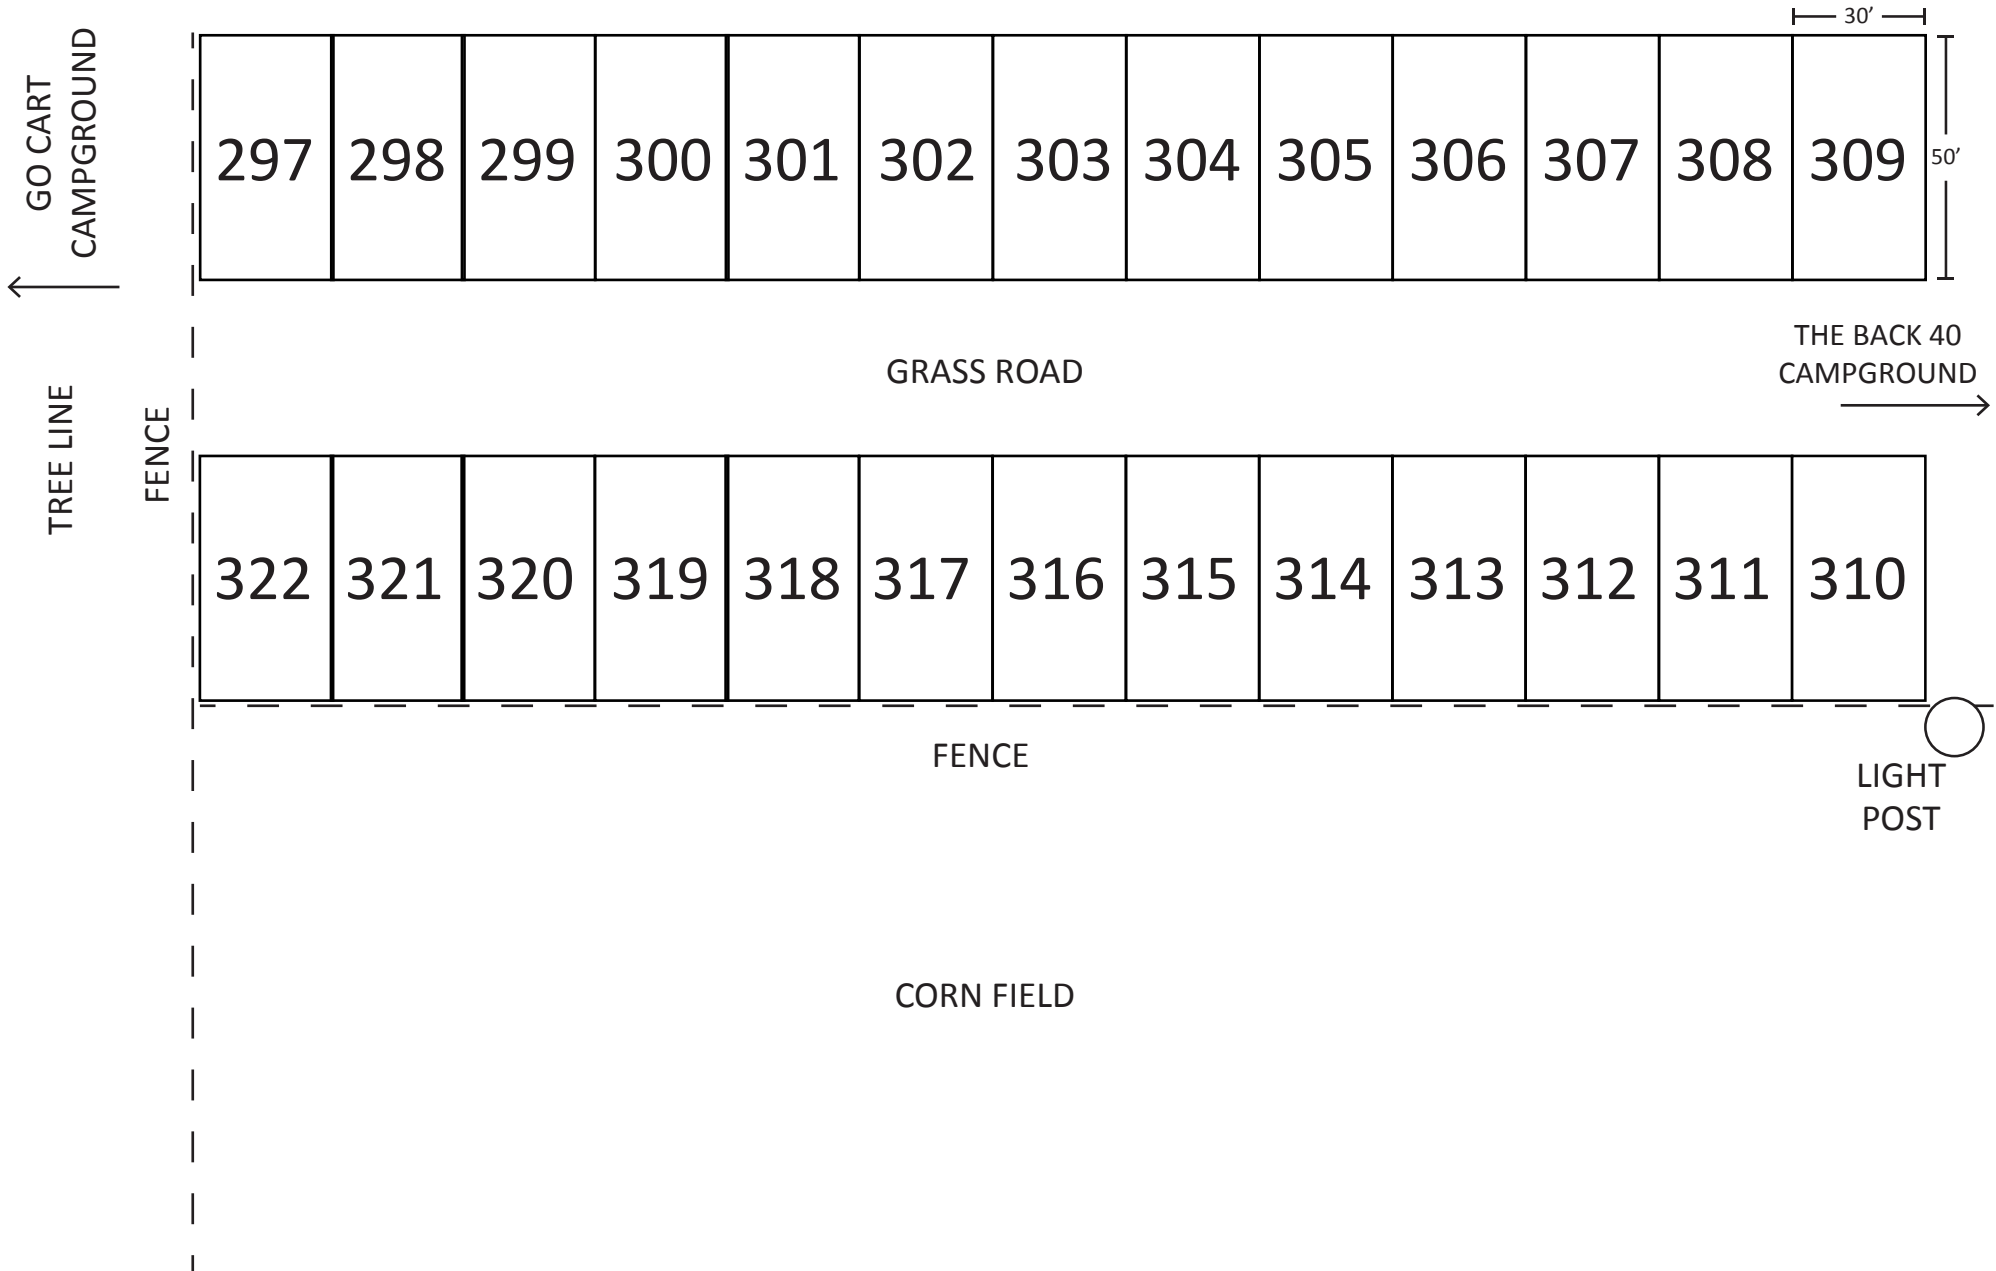 30’
GO CART
CAMPGROUND
297 298 299 300 301 302 303 304 305 306 307 308 309
50’
THE BACK 40
CAMPGROUND
GRASS ROAD
TREE LINE
FENCE
322 321 320 319 318 317 316 315 314 313 312 311 310
FENCE
LIGHT
POST
CORN FIELD